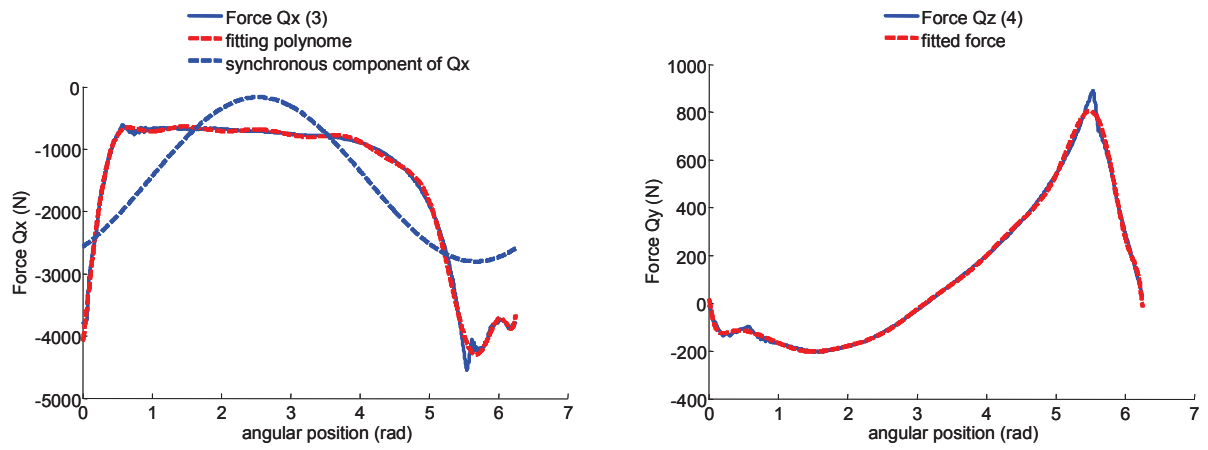 Force Qx (3)
fitting polynome
synchronous component of Qx
0
-1000
-2000
-3000
-4000
-5000
Force Qx (N)
0 1 2 3 4 5 6 7
angular position (rad)
Force Qz (4)
fitted force
1000
800
600
400
200
0
-200
-400
Force Qy (N)
0 1 2 3 4 5 6 7
angular position (rad)